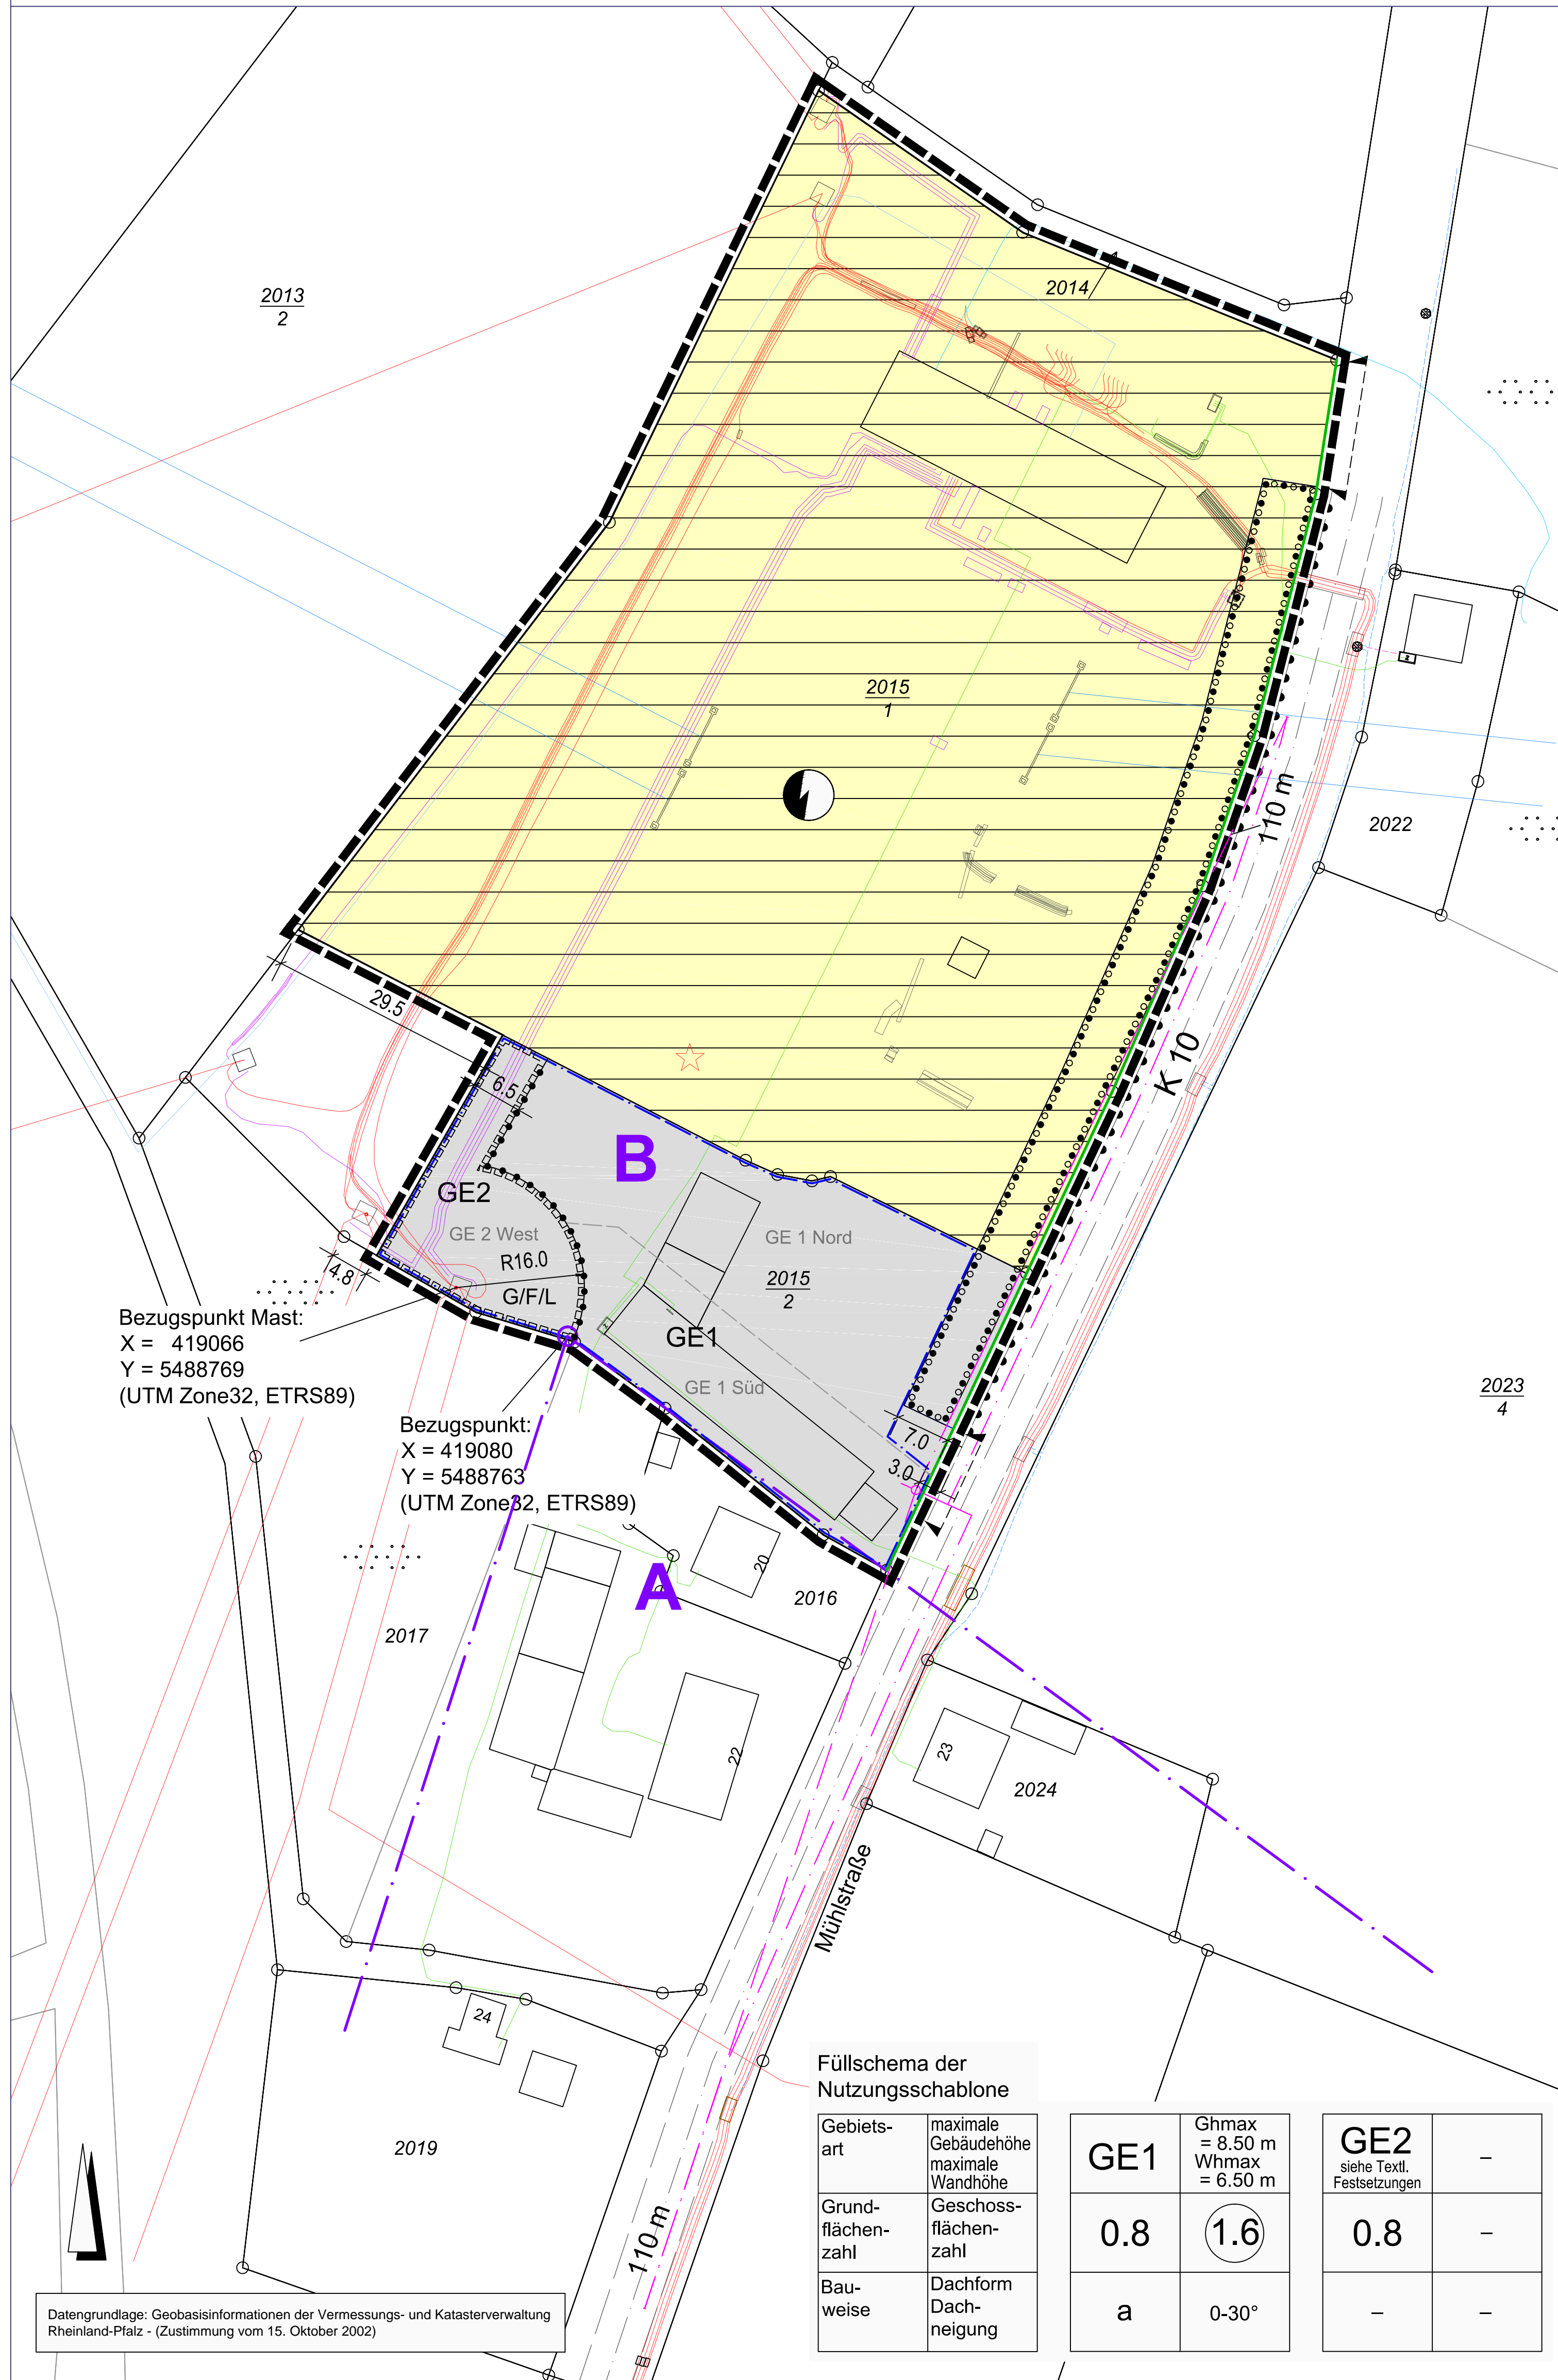 2014
2013
2
2015
1
110 m
2022
29.5
K 10
6.5
B
GE2
GE 2 West
GE 1 Nord
R16.0
2015
2
4.8
G/F/L
Bezugspunkt Mast:
X = 419066
Y = 5488769
(UTM Zone32, ETRS89)
GE1
GE 1 Süd
2023
4
Bezugspunkt:
X = 419080
Y = 5488763
(UTM Zone32, ETRS89)
7.0
3.0
20
A
2016
2017
22
23
2024
Mühlstraße
24
2019
110 m
Füllschema der
Nutzungsschablone
Gebiets-
art
maximale
Gebäudehöhe
maximale
Wandhöhe
Grund-
flächen-
zahl
Geschoss-
flächen-
zahl
Bau-
weise
Dachform
Dach-
neigung
GE1
Ghmax
= 8.50 m
Whmax
= 6.50 m
0.8
1.6
a
0-30°
GE2
siehe Textl.
Festsetzungen
–
0.8
–
–
–
Datengrundlage: Geobasisinformationen der Vermessungs- und Katasterverwaltung
Rheinland-Pfalz - (Zustimmung vom 15. Oktober 2002)